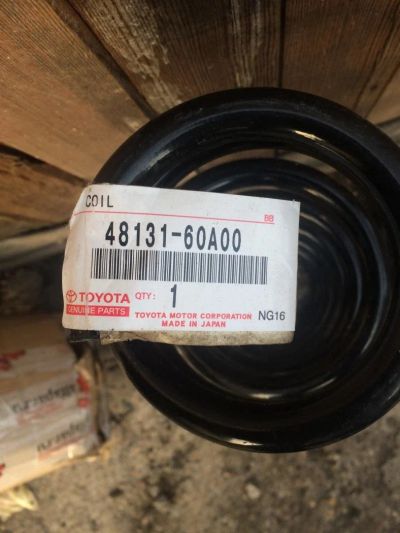 COIL
BB
48131-60A00
TOYOTA
GENUINE PARTS
QTY: 1
TOYOTA MOTOR CORPORATION
MADE IN JAPAN
NG16